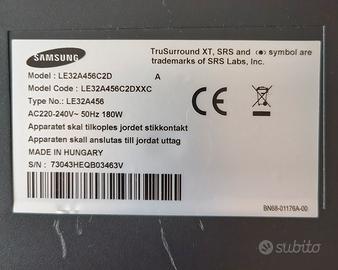 SAMSUNG
TruSurround XT, SRS and (●) symbol are
trademarks of SRS Labs, Inc.
Model : LE32A456C2D A
Model Code : LE32A456C2DXXC
Type No.: LE32A456
AC220-240V~ 50Hz 180W
Apparatet skal tilkoples jordet stikkontakt
Apparaten skall anslutas till jordat uttag
MADE IN HUNGARY
S/N : 73043HEQB03463V
CE
BN68-01176A-00
subito